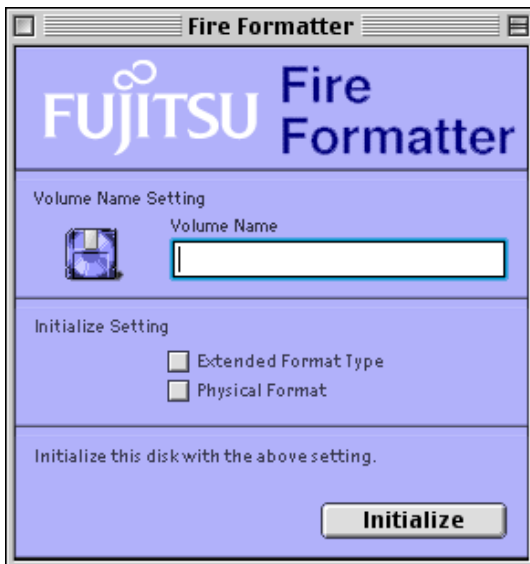 Fire Formatter
FUJITSU
Fire
Formatter
Volume Name Setting
Volume Name
Initialize Setting
Extended Format Type
Physical Format
Initialize this disk with the above setting.
Initialize